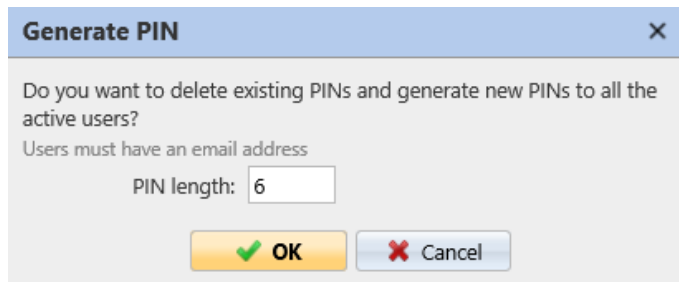 Generate PIN
Do you want to delete existing PINs and generate new PINs to all the
active users?
Users must have an email address
PIN length: 6
OK Cancel